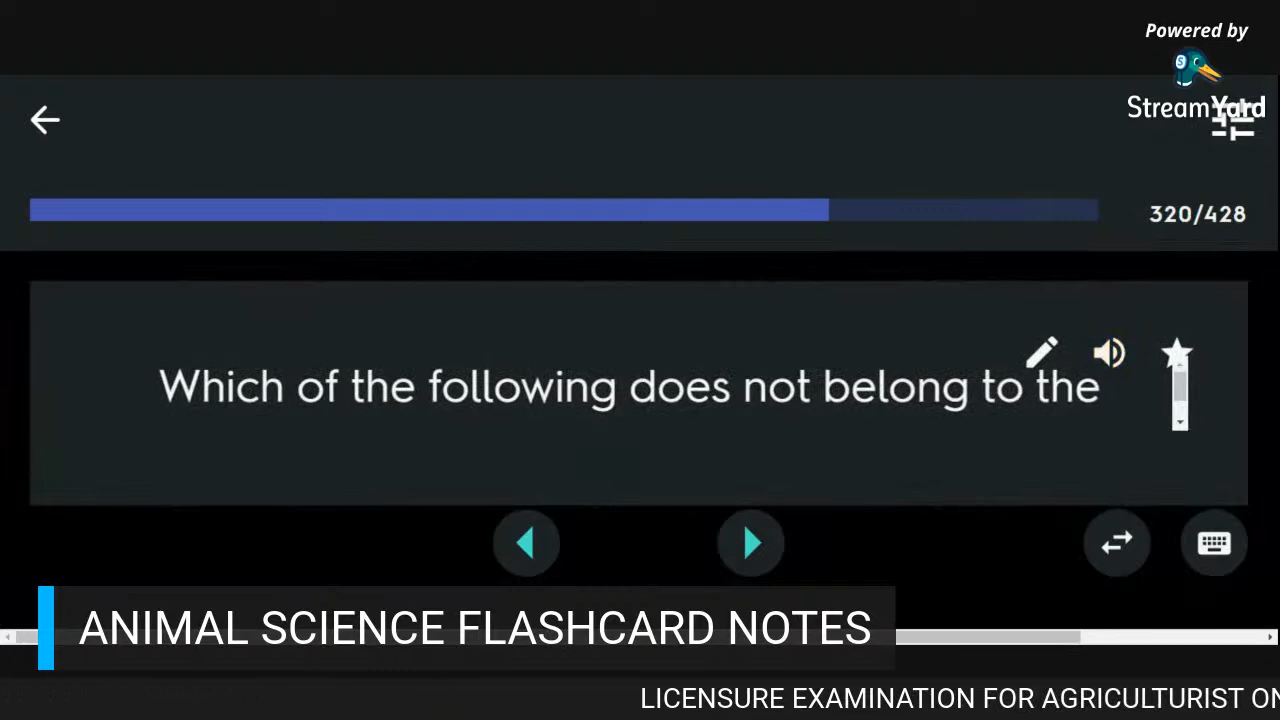 Powered by
StreamYard
320/428
Which of the following does not belong to the
ANIMAL SCIENCE FLASHCARD NOTES
LICENSURE EXAMINATION FOR AGRICULTURIST ON